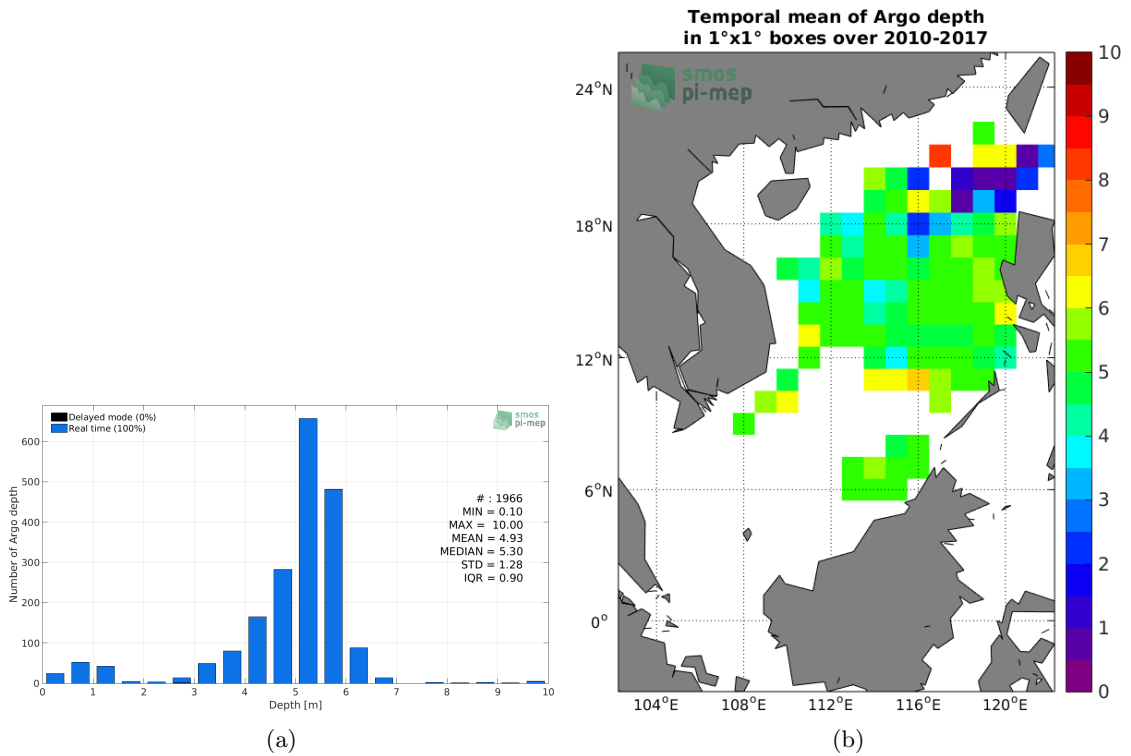 Temporal mean of Argo depth
in 1°x1° boxes over 2010-2017
smos
pi-mep
24°N
18°N
12°N
6°N
0°
104°E
108°E
112°E
116°E
120°E
10
9
8
7
6
5
4
3
2
1
0
(b)
Delayed mode (0%)
Real time (100%)
smos
pi-mep
Number of Argo depth
600
500
400
300
200
100
0
# : 1966
MIN = 0.10
MAX = 10.00
MEAN = 4.93
MEDIAN = 5.30
STD = 1.28
IQR = 0.90
0 1 2 3 4 5 6 7 8 9 10
Depth [m]
(a)